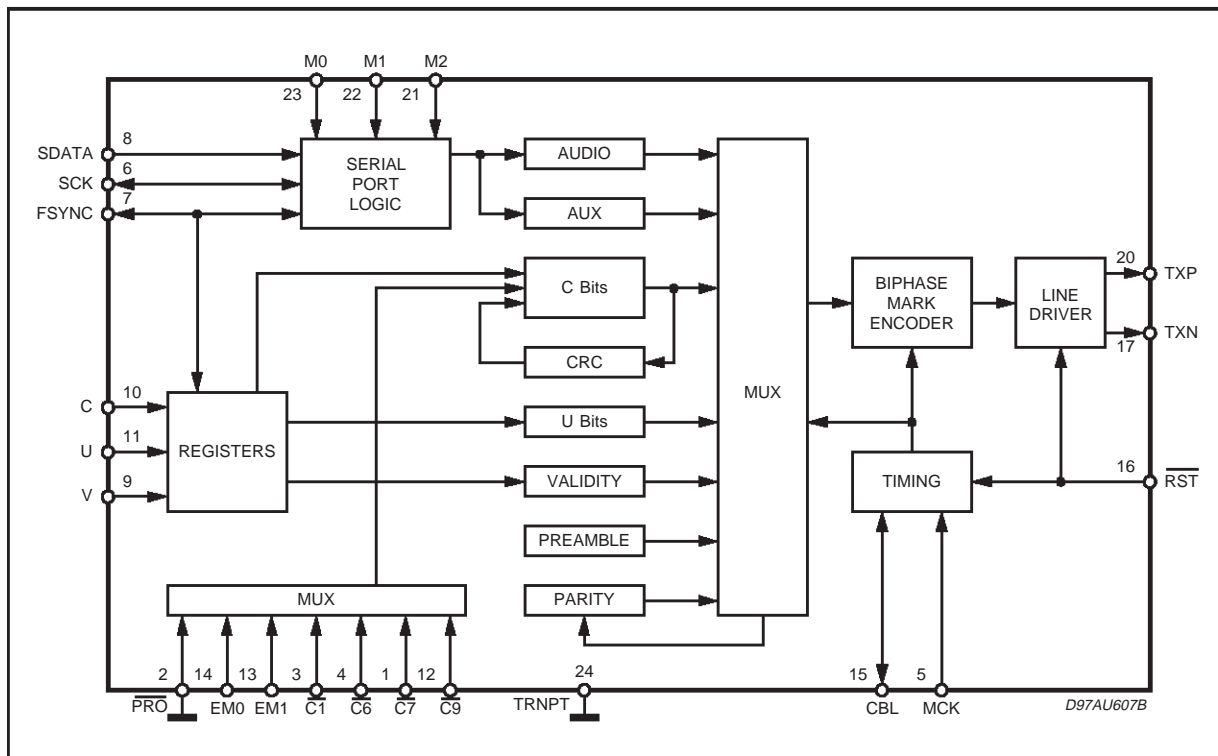 M0 M1 M2
23 22 21
SDATA 8
SCK 6
FSYNC 7
SERIAL
PORT
LOGIC
AUDIO
AUX
C Bits
CRC
U Bits
VALIDITY
PREAMBLE
PARITY
MUX
BIPHASE
MARK
ENCODER
LINE
DRIVER
20 TXP
TXN
17
C 10
U 11
V 9
REGISTERS
TIMING
16
RST
MUX
2 14 13 3 4 1 12 24 15 5
PRO EM0 EM1 C1 C6 C7 C9 TRNPT CBL MCK
D97AU607B